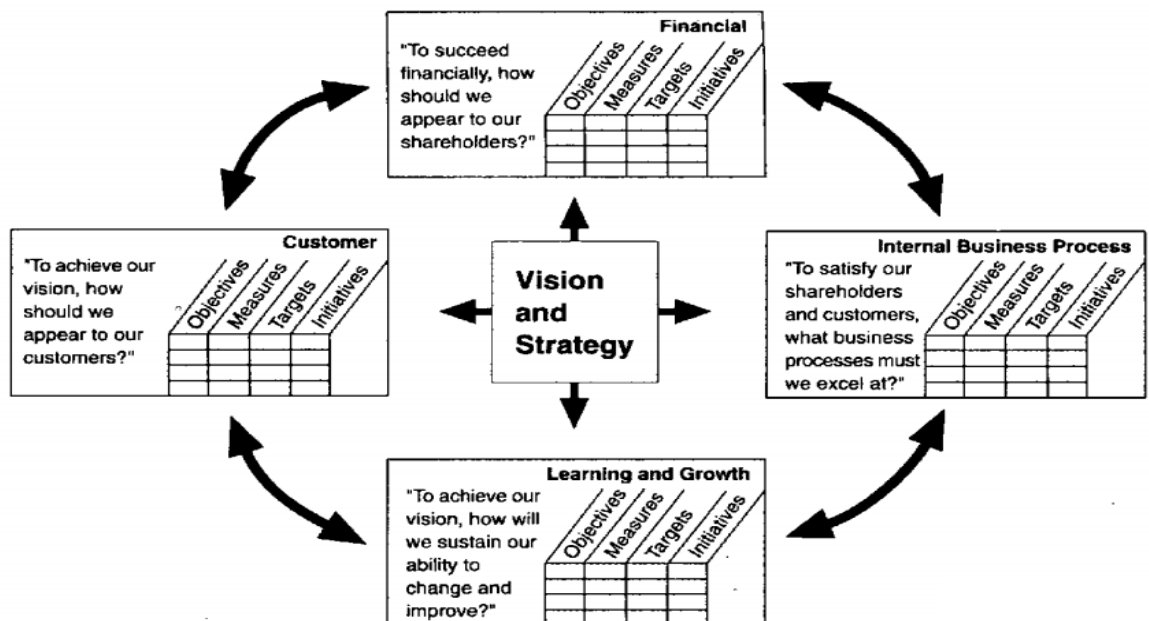 Financial
"To succeed
financially, how
should we
appear to our
shareholders?"
Objectives
Measures
Targets
Initiatives
Customer
"To achieve our
vision, how
should we
appear to our
customers?"
Objectives
Measures
Targets
Initiatives
Vision
and
Strategy
Internal Business Process
"To satisfy our
shareholders
and customers,
what business
processes must
we excel at?"
Objectives
Measures
Targets
Initiatives
Learning and Growth
"To achieve our
vision, how will
we sustain our
ability to
change and
improve?"
Objectives
Measures
Targets
Initiatives